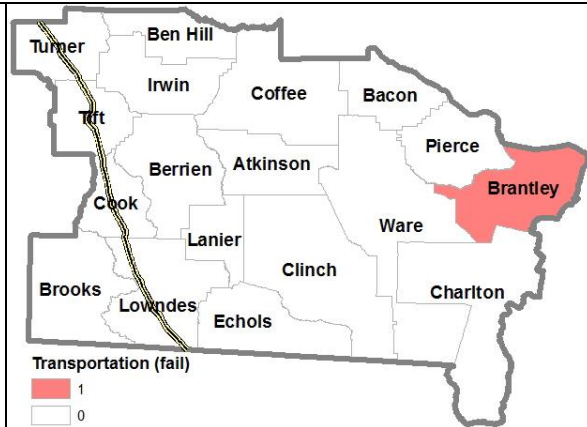 Turner
Ben Hill
Irwin
Coffee
Bacon
Tift
Pierce
Berrien
Atkinson
Brantley
Cook
Ware
Lanier
Clinch
Brooks
Lowndes
Charlton
Echols
Transportation (fail)
1
0